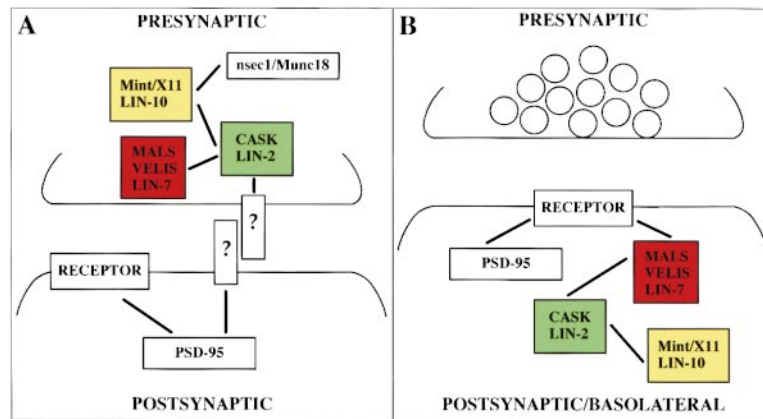 A
PRESYNAPTIC
nsec1/Munc18
Mint/X11
LIN-10
MALS
VELIS
LIN-7
CASK
LIN-2
?
?
RECEPTOR
PSD-95
POSTSYNAPTIC
B
PRESYNAPTIC
RECEPTOR
PSD-95
MALS
VELIS
LIN-7
CASK
LIN-2
Mint/X11
LIN-10
POSTSYNAPTIC/BASOLATERAL